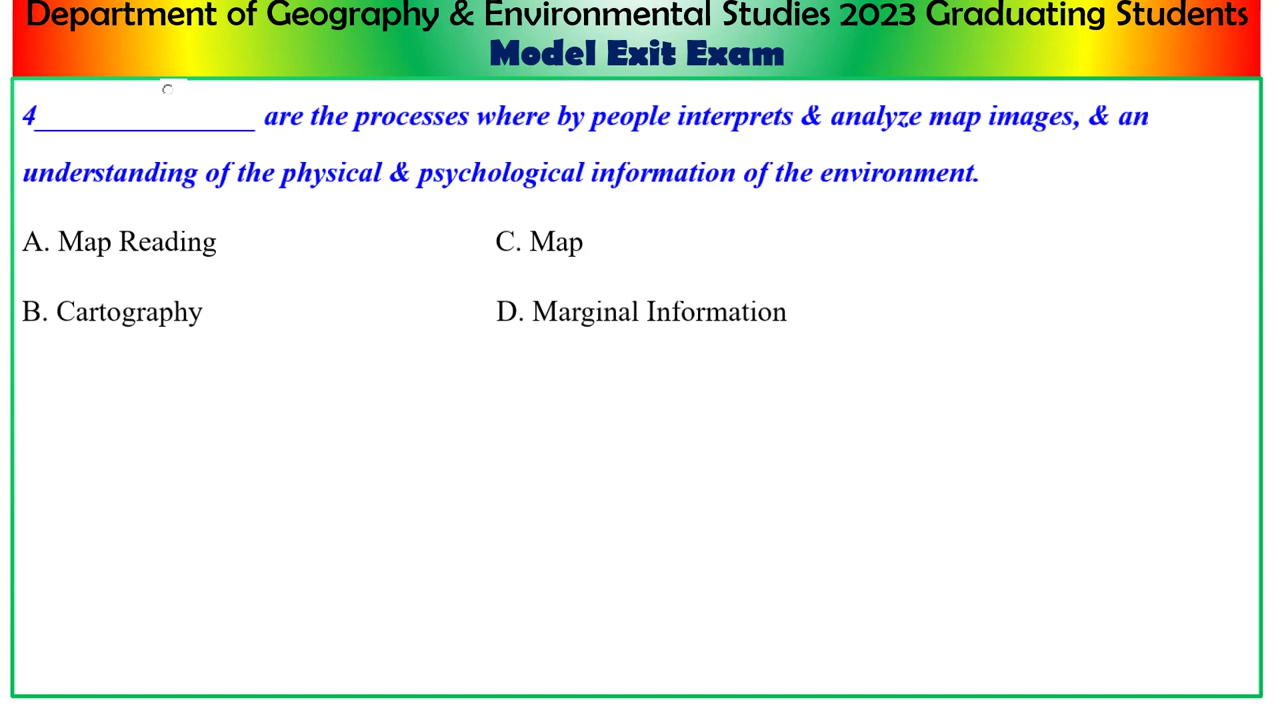 Department of Geography & Environmental Studies 2023 Graduating Students
Model Exit Exam
4________________ are the processes where by people interprets & analyze map images, & an
understanding of the physical & psychological information of the environment.
A. Map Reading
C. Map
B. Cartography
D. Marginal Information